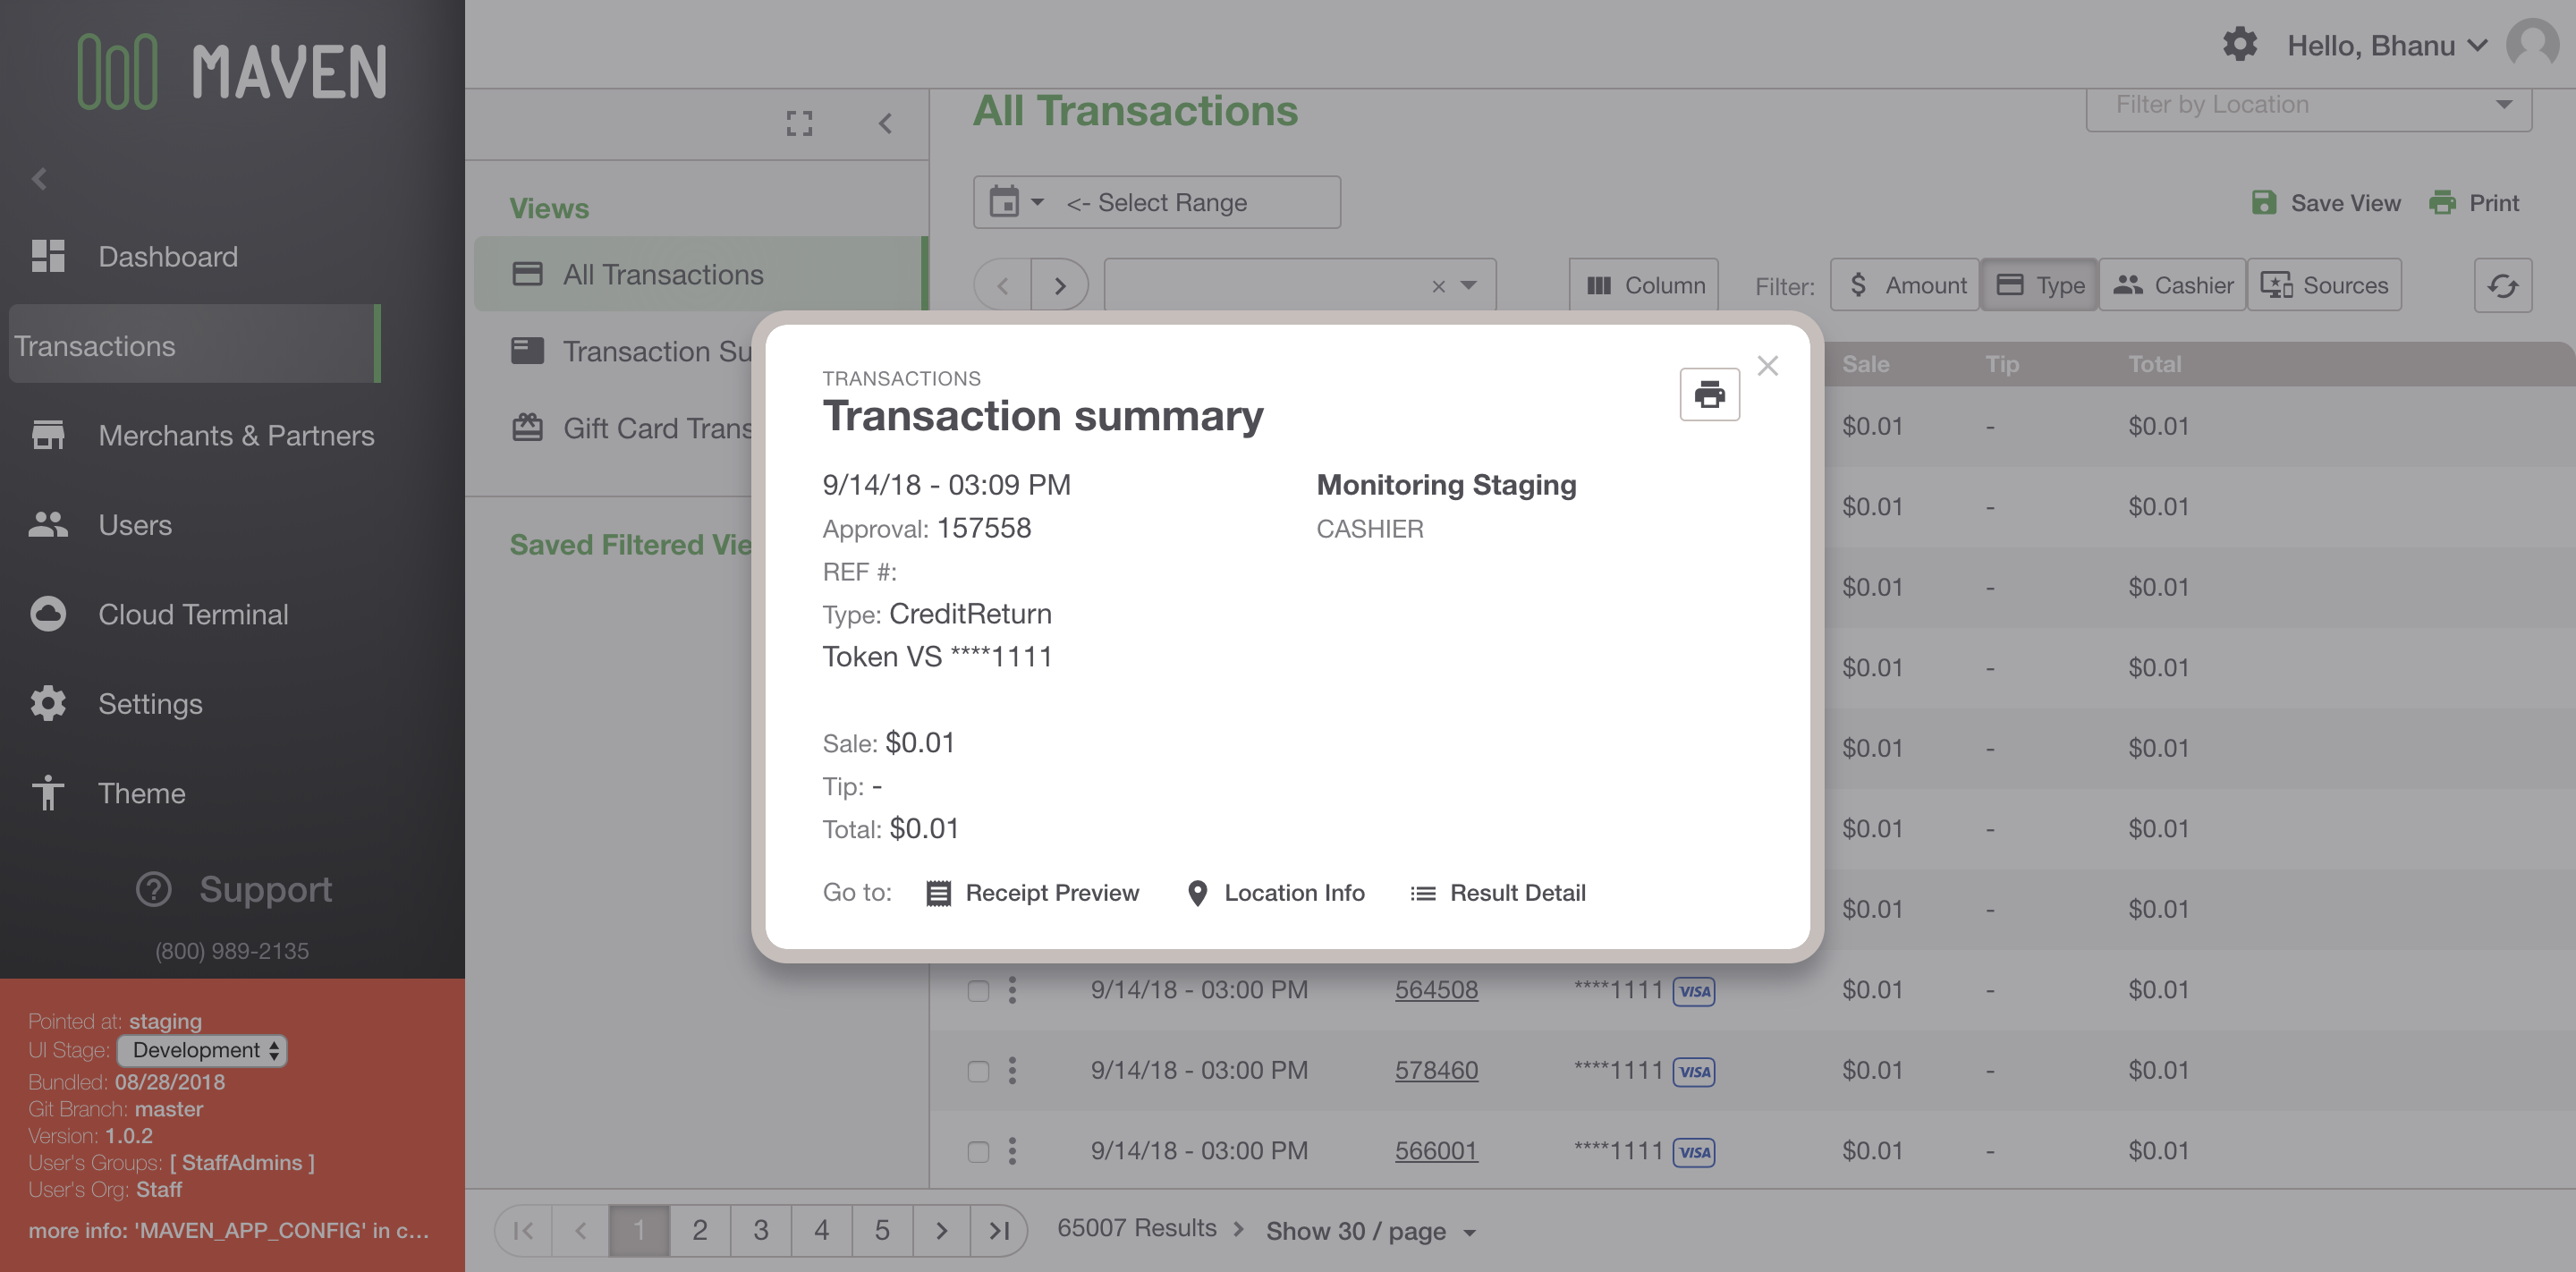 MAVEN
Dashboard
Transactions
Merchants & Partners
Users
Cloud Terminal
Settings
Theme
Support
(800) 989-2135
Pointed at: staging
UI Stage: Development
Bundled: 08/28/2018
Git Branch: master
Version: 1.0.2
User's Groups: [ StaffAdmins ]
User's Org: Staff
more info: 'MAVEN_APP_CONFIG' in c...
Views
All Transactions
Transaction Su
Gift Card Trans
Saved Filtered Vie
Hello, Bhanu
All Transactions
Filter by Location
<- Select Range
Save View
Print
Column
Filter:
Amount
Type
Cashier
Sources
Sale Tip Total
$0.01 - $0.01
$0.01 - $0.01
$0.01 - $0.01
$0.01 - $0.01
$0.01 - $0.01
$0.01 - $0.01
$0.01 - $0.01
9/14/18 - 03:00 PM 564508 ****1111 VISA $0.01 - $0.01
9/14/18 - 03:00 PM 578460 ****1111 VISA $0.01 - $0.01
9/14/18 - 03:00 PM 566001 ****1111 VISA $0.01 - $0.01
1 2 3 4 5
65007 Results
Show 30 / page
TRANSACTIONS
Transaction summary
9/14/18 - 03:09 PM
Approval: 157558
REF #:
Type: CreditReturn
Token VS ****1111
Monitoring Staging
CASHIER
Sale: $0.01
Tip: -
Total: $0.01
Go to:
Receipt Preview
Location Info
Result Detail